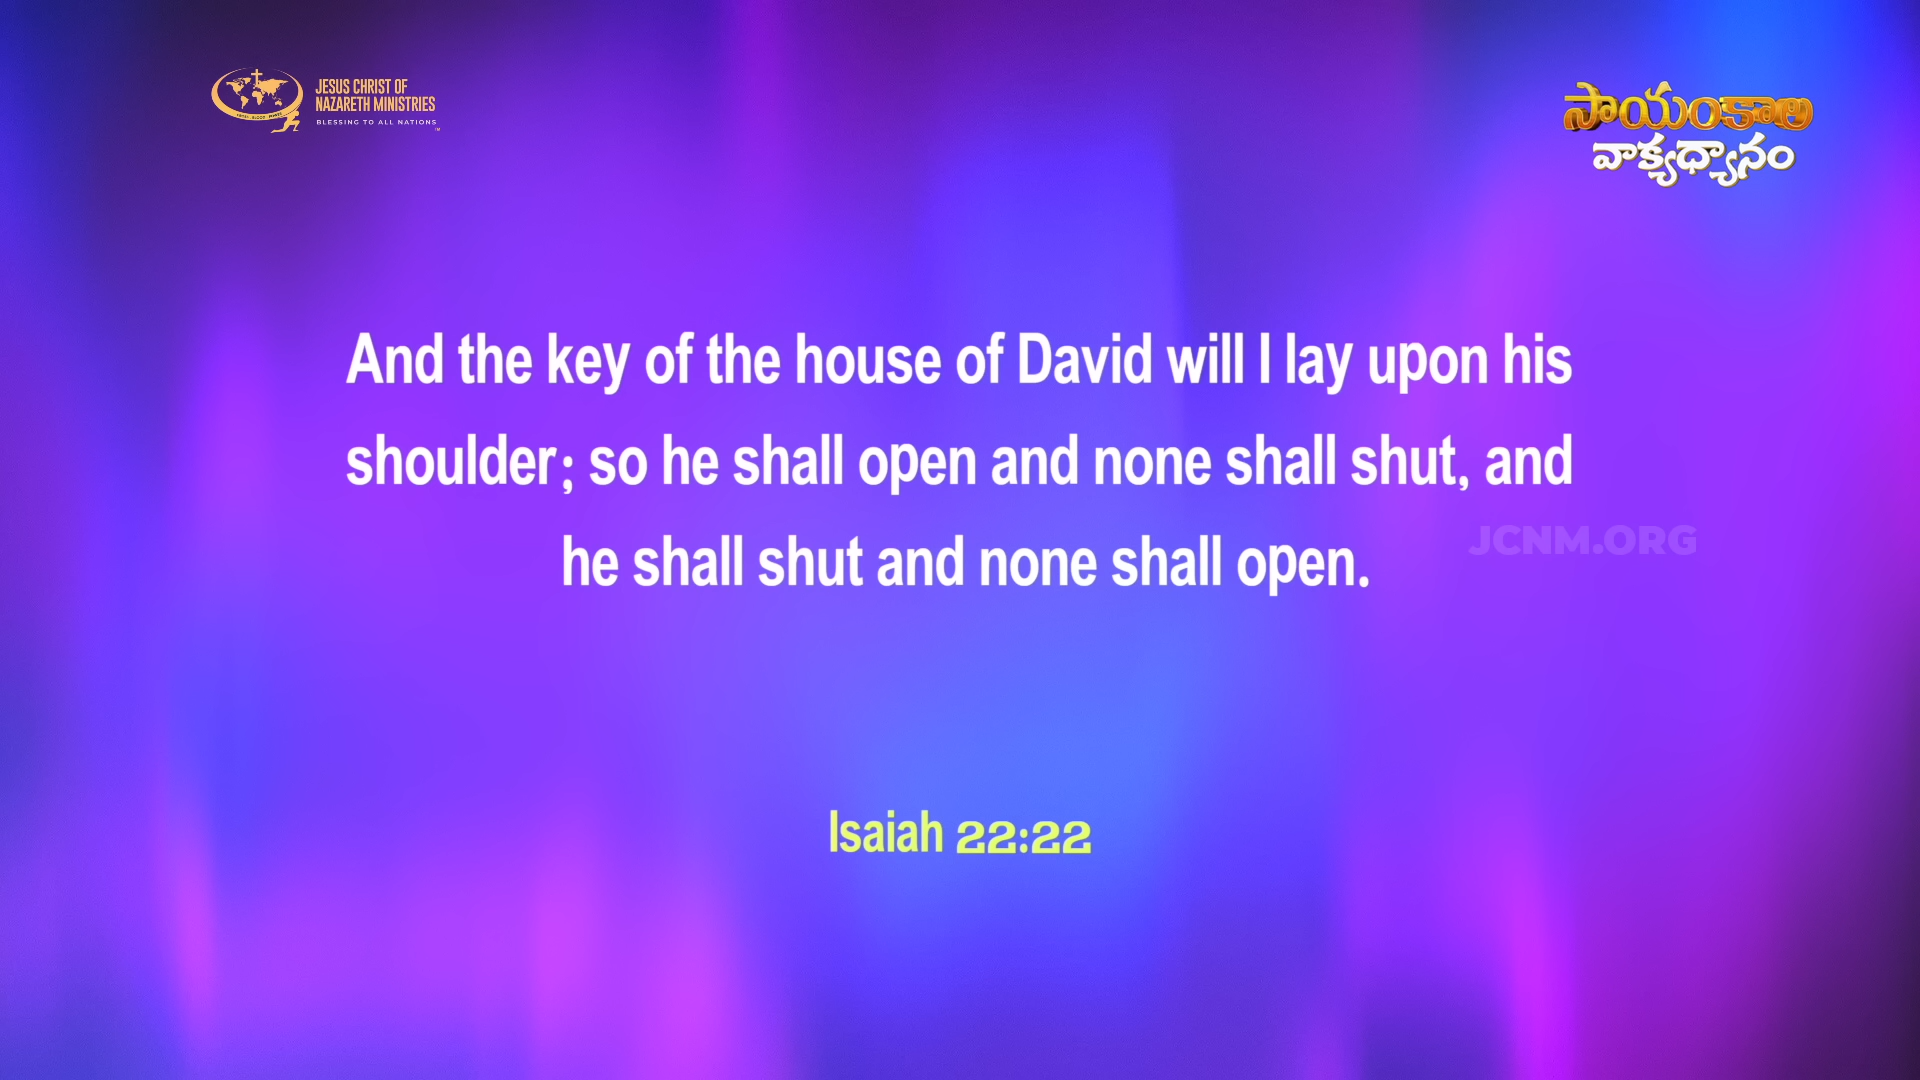 JESUS CHRIST OF
NAZARETH MINISTRIES
BLESSING TO ALL NATIONS
TM
సాయంకాల
వాక్యధ్యానం
And the key of the house of David will I lay upon his
shoulder; so he shall open and none shall shut, and
he shall shut and none shall open.
JCNM.ORG
Isaiah 22:22